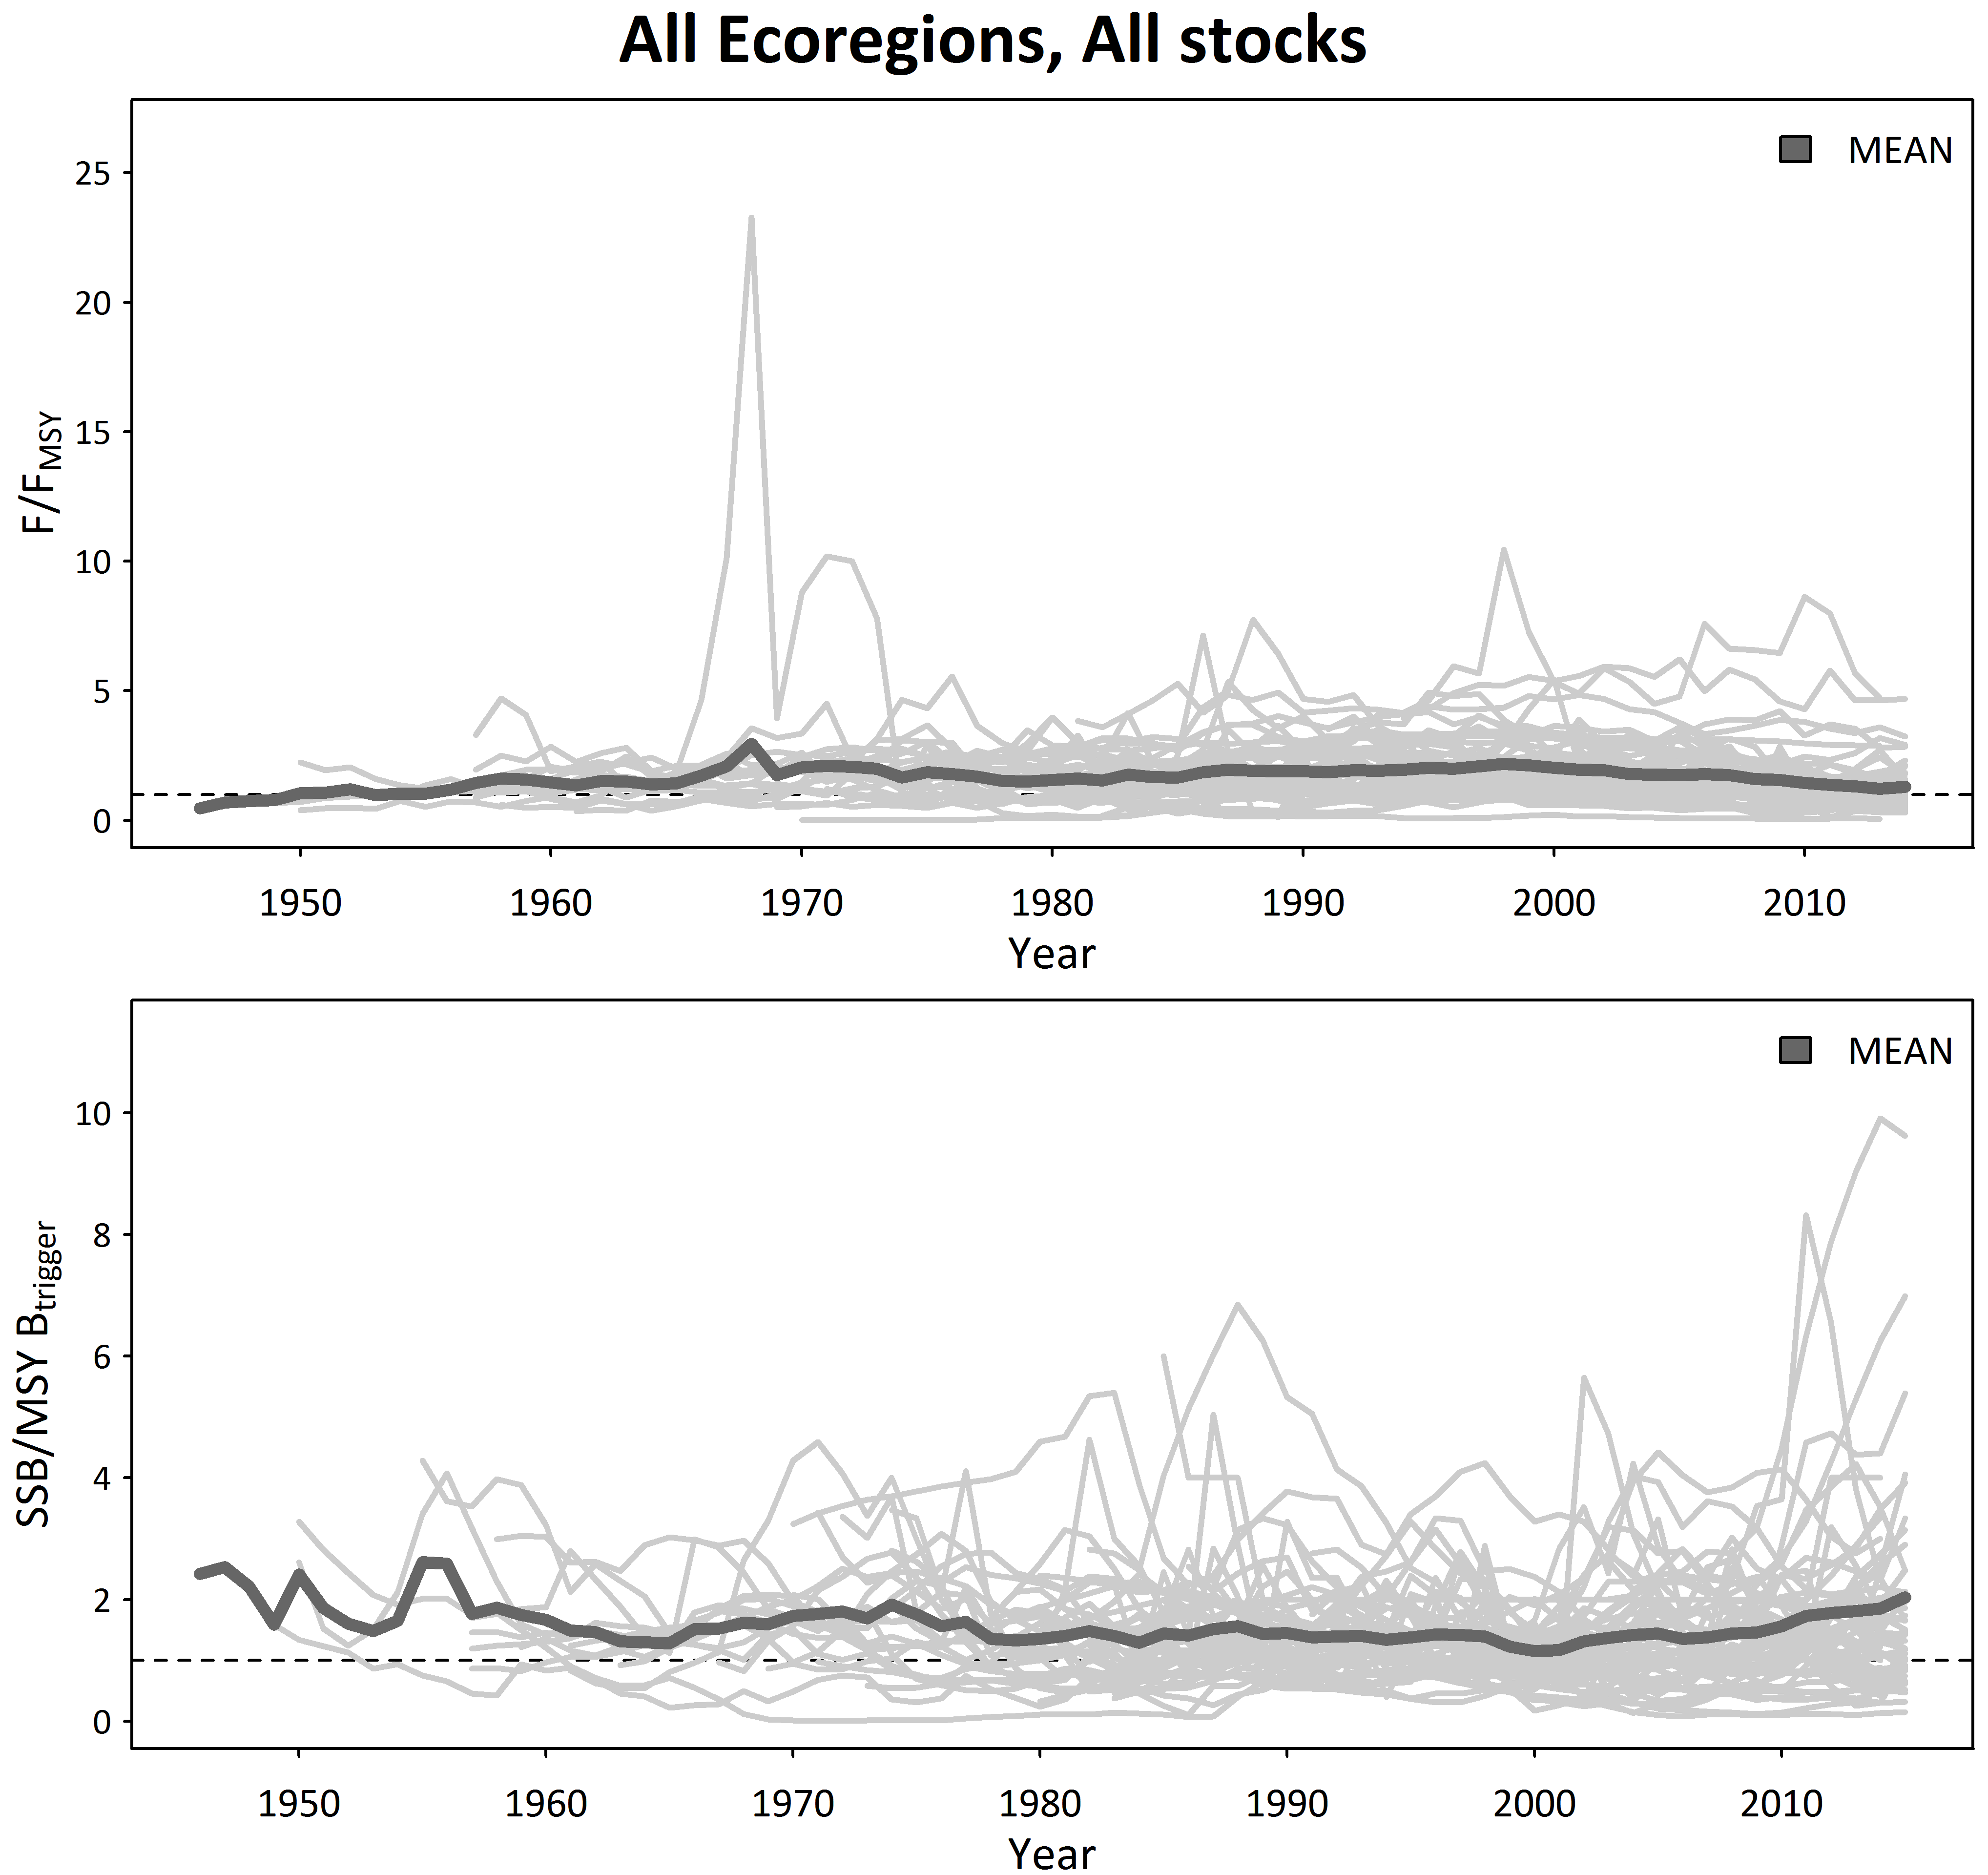 All Ecoregions, All stocks
MEAN
25
20
15
10
5
0
F/FMSY
1950 1960 1970 1980 1990 2000 2010
Year
MEAN
10
8
6
4
2
0
SSB/MSY Btrigger
1950 1960 1970 1980 1990 2000 2010
Year